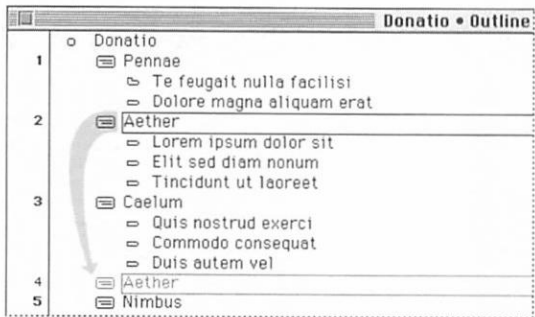 Donatio • Outline
o Donatio
1 Pennae
Te feugait nulla facilisi
Dolore magna aliquam erat
2 Aether
Lorem ipsum dolor sit
Elit sed diam nonum
Tincidunt ut laoreet
3 Caelum
Quis nostrud exerci
Commodo consequat
Duis autem vel
4 Aether
5 Nimbus